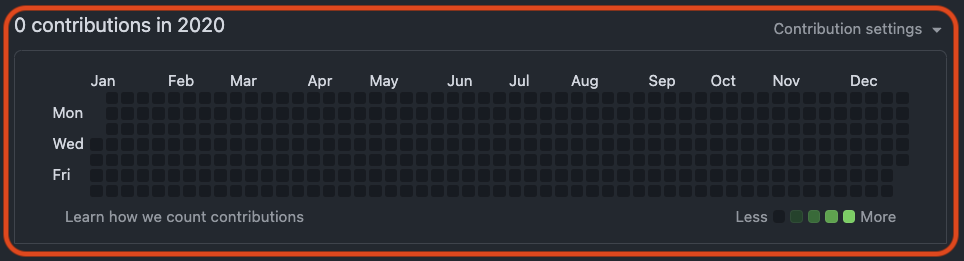 0 contributions in 2020
Contribution settings
Jan Feb Mar Apr May Jun Jul Aug Sep Oct Nov Dec
Mon
Wed
Fri
Learn how we count contributions
Less More